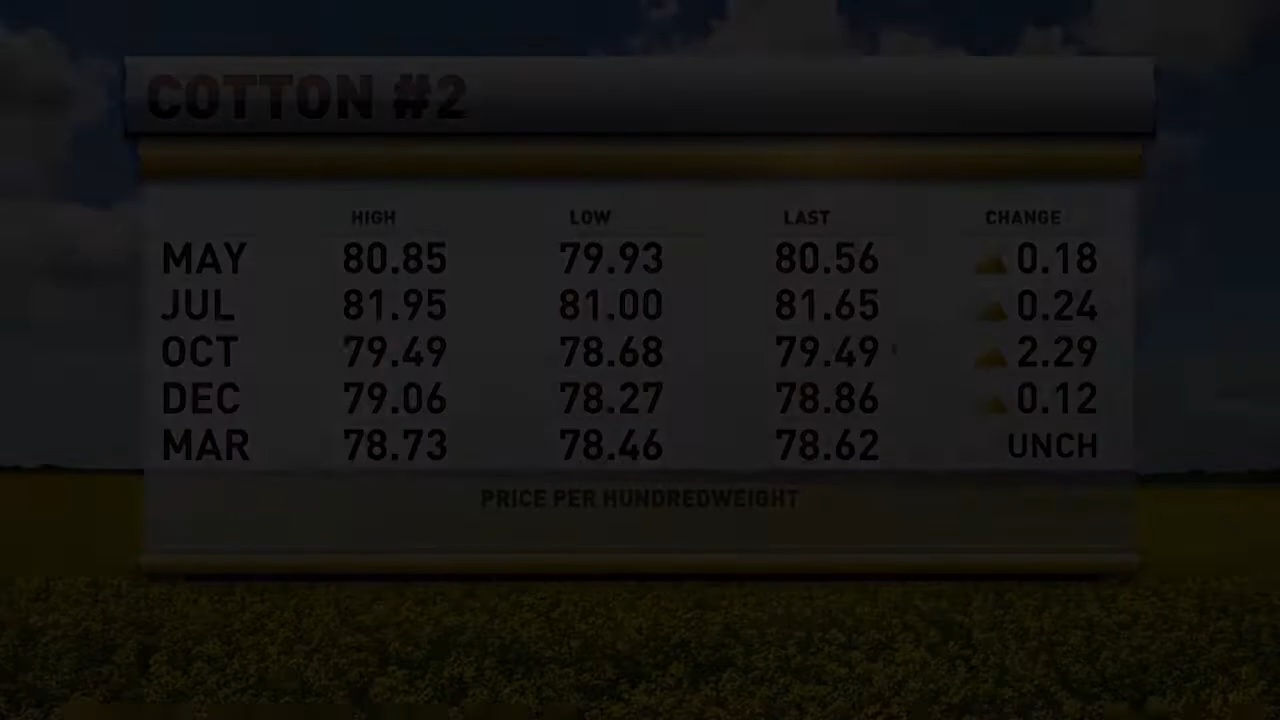 COTTON #2
HIGH LOW LAST CHANGE
MAY 80.85 79.93 80.56 0.18
JUL 81.95 81.00 81.65 0.24
OCT 79.49 78.68 79.49 2.29
DEC 79.06 78.27 78.86 0.12
MAR 78.73 78.46 78.62 UNCH
PRICE PER HUNDREDWEIGHT